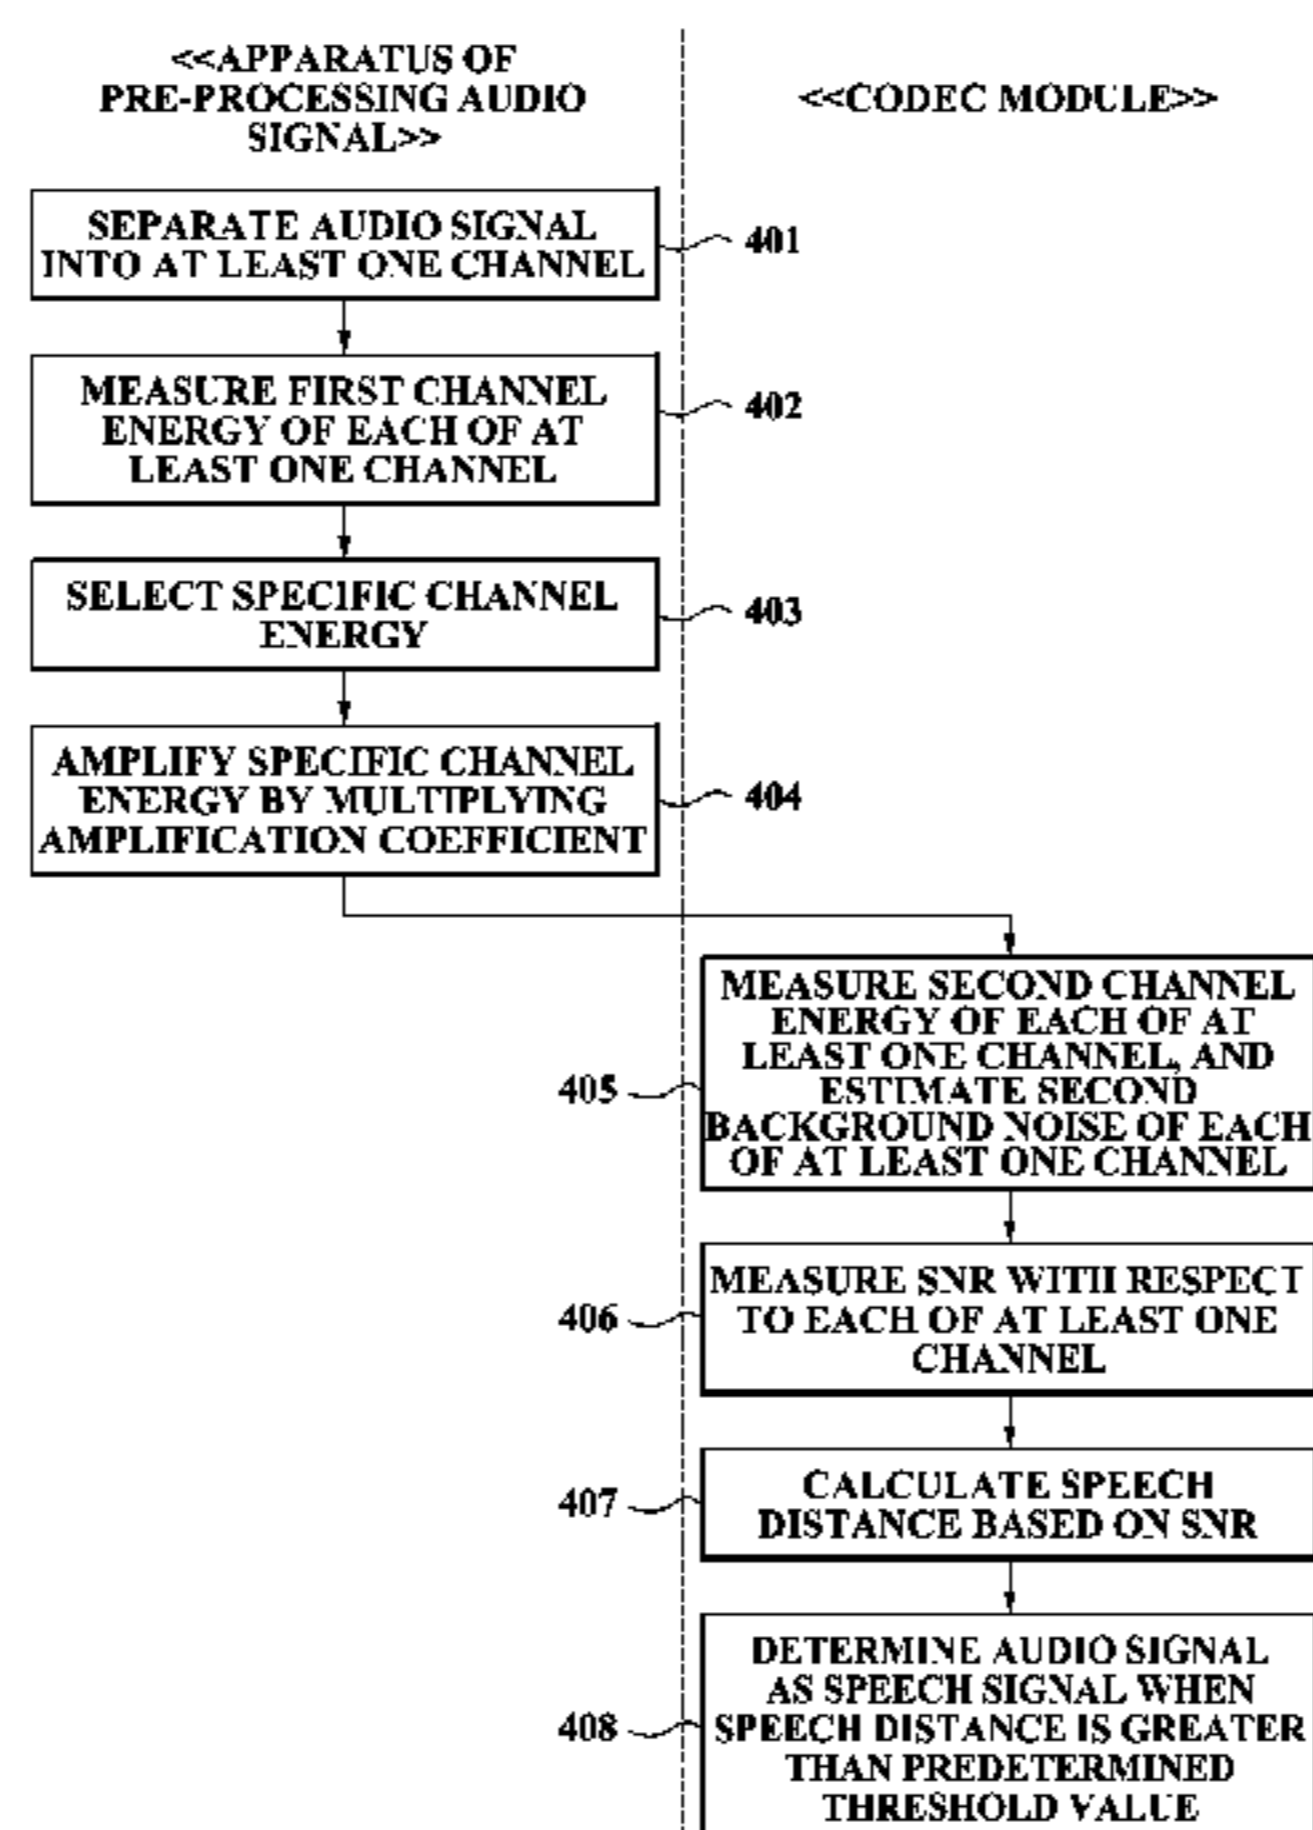 <<APPARATUS OF
PRE-PROCESSING AUDIO
SIGNAL>>
<<CODEC MODULE>>
SEPARATE AUDIO SIGNAL
INTO AT LEAST ONE CHANNEL
401
MEASURE FIRST CHANNEL
ENERGY OF EACH OF AT
LEAST ONE CHANNEL
402
SELECT SPECIFIC CHANNEL
ENERGY
403
AMPLIFY SPECIFIC CHANNEL
ENERGY BY MULTIPLYING
AMPLIFICATION COEFFICIENT
404
MEASURE SECOND CHANNEL
ENERGY OF EACH OF AT
LEAST ONE CHANNEL, AND
ESTIMATE SECOND
BACKGROUND NOISE OF EACH
OF AT LEAST ONE CHANNEL
405
MEASURE SNR WITH RESPECT
TO EACH OF AT LEAST ONE
CHANNEL
406
CALCULATE SPEECH
DISTANCE BASED ON SNR
407
DETERMINE AUDIO SIGNAL
AS SPEECH SIGNAL WHEN
SPEECH DISTANCE IS GREATER
THAN PREDETERMINED
THRESHOLD VALUE
408